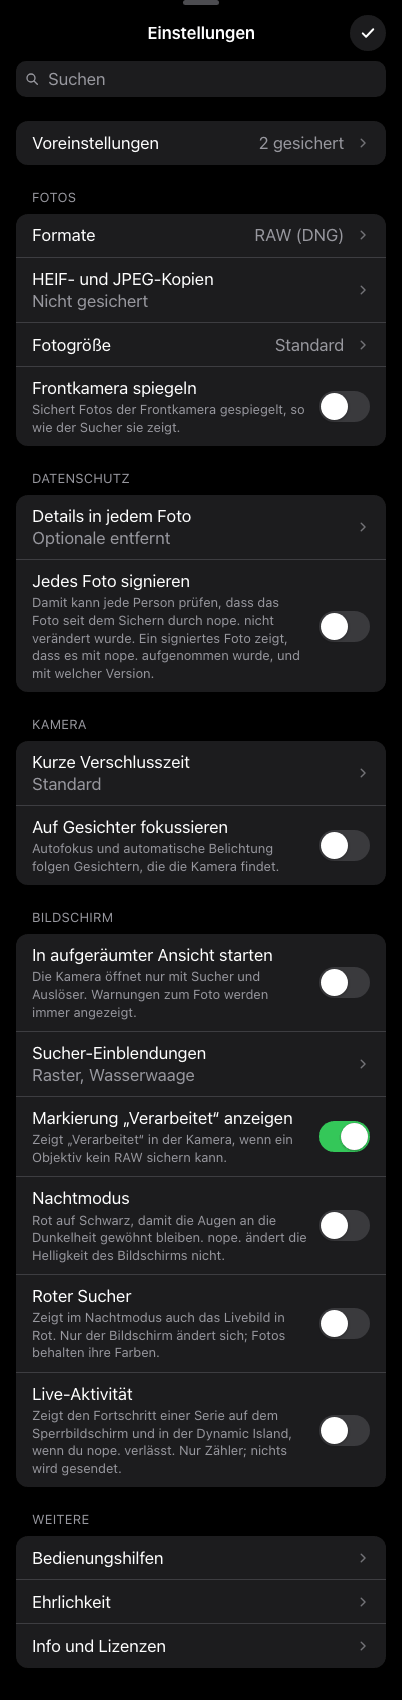 Einstellungen
Suchen
Voreinstellungen 2 gesichert
FOTOS
Formate RAW (DNG)
HEIF- und JPEG-Kopien
Nicht gesichert
Fotogröße Standard
Frontkamera spiegeln
Sichert Fotos der Frontkamera gespiegelt, so
wie der Sucher sie zeigt.
DATENSCHUTZ
Details in jedem Foto
Optionale entfernt
Jedes Foto signieren
Damit kann jede Person prüfen, dass das
Foto seit dem Sichern durch nope. nicht
verändert wurde. Ein signiertes Foto zeigt,
dass es mit nope. aufgenommen wurde, und
mit welcher Version.
KAMERA
Kurze Verschlusszeit
Standard
Auf Gesichter fokussieren
Autofokus und automatische Belichtung
folgen Gesichtern, die die Kamera findet.
BILDSCHIRM
In aufgeräumter Ansicht starten
Die Kamera öffnet nur mit Sucher und
Auslöser. Warnungen zum Foto werden
immer angezeigt.
Sucher-Einblendungen
Raster, Wasserwaage
Markierung „Verarbeitet“ anzeigen
Zeigt „Verarbeitet“ in der Kamera, wenn ein
Objektiv kein RAW sichern kann.
Nachtmodus
Rot auf Schwarz, damit die Augen an die
Dunkelheit gewöhnt bleiben. nope. ändert die
Helligkeit des Bildschirms nicht.
Roter Sucher
Zeigt im Nachtmodus auch das Livebild in
Rot. Nur der Bildschirm ändert sich; Fotos
behalten ihre Farben.
Live-Aktivität
Zeigt den Fortschritt einer Serie auf dem
Sperrbildschirm und in der Dynamic Island,
wenn du nope. verlässt. Nur Zähler; nichts
wird gesendet.
WEITERE
Bedienungshilfen
Ehrlichkeit
Info und Lizenzen